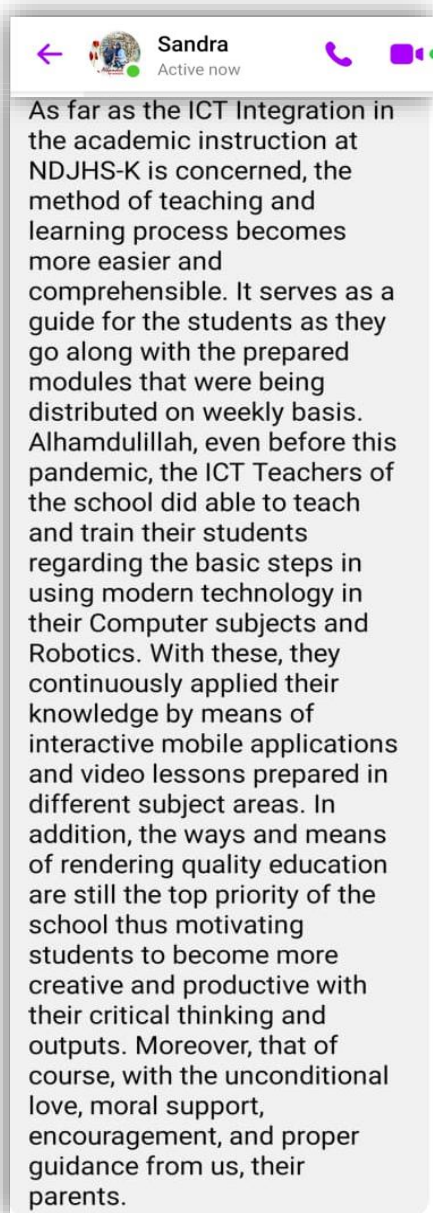 Sandra
Active now
As far as the ICT Integration in
the academic instruction at
NDJHS-K is concerned, the
method of teaching and
learning process becomes
more easier and
comprehensible. It serves as a
guide for the students as they
go along with the prepared
modules that were being
distributed on weekly basis.
Alhamdulillah, even before this
pandemic, the ICT Teachers of
the school did able to teach
and train their students
regarding the basic steps in
using modern technology in
their Computer subjects and
Robotics. With these, they
continuously applied their
knowledge by means of
interactive mobile applications
and video lessons prepared in
different subject areas. In
addition, the ways and means
of rendering quality education
are still the top priority of the
school thus motivating
students to become more
creative and productive with
their critical thinking and
outputs. Moreover, that of
course, with the unconditional
love, moral support,
encouragement, and proper
guidance from us, their
parents.